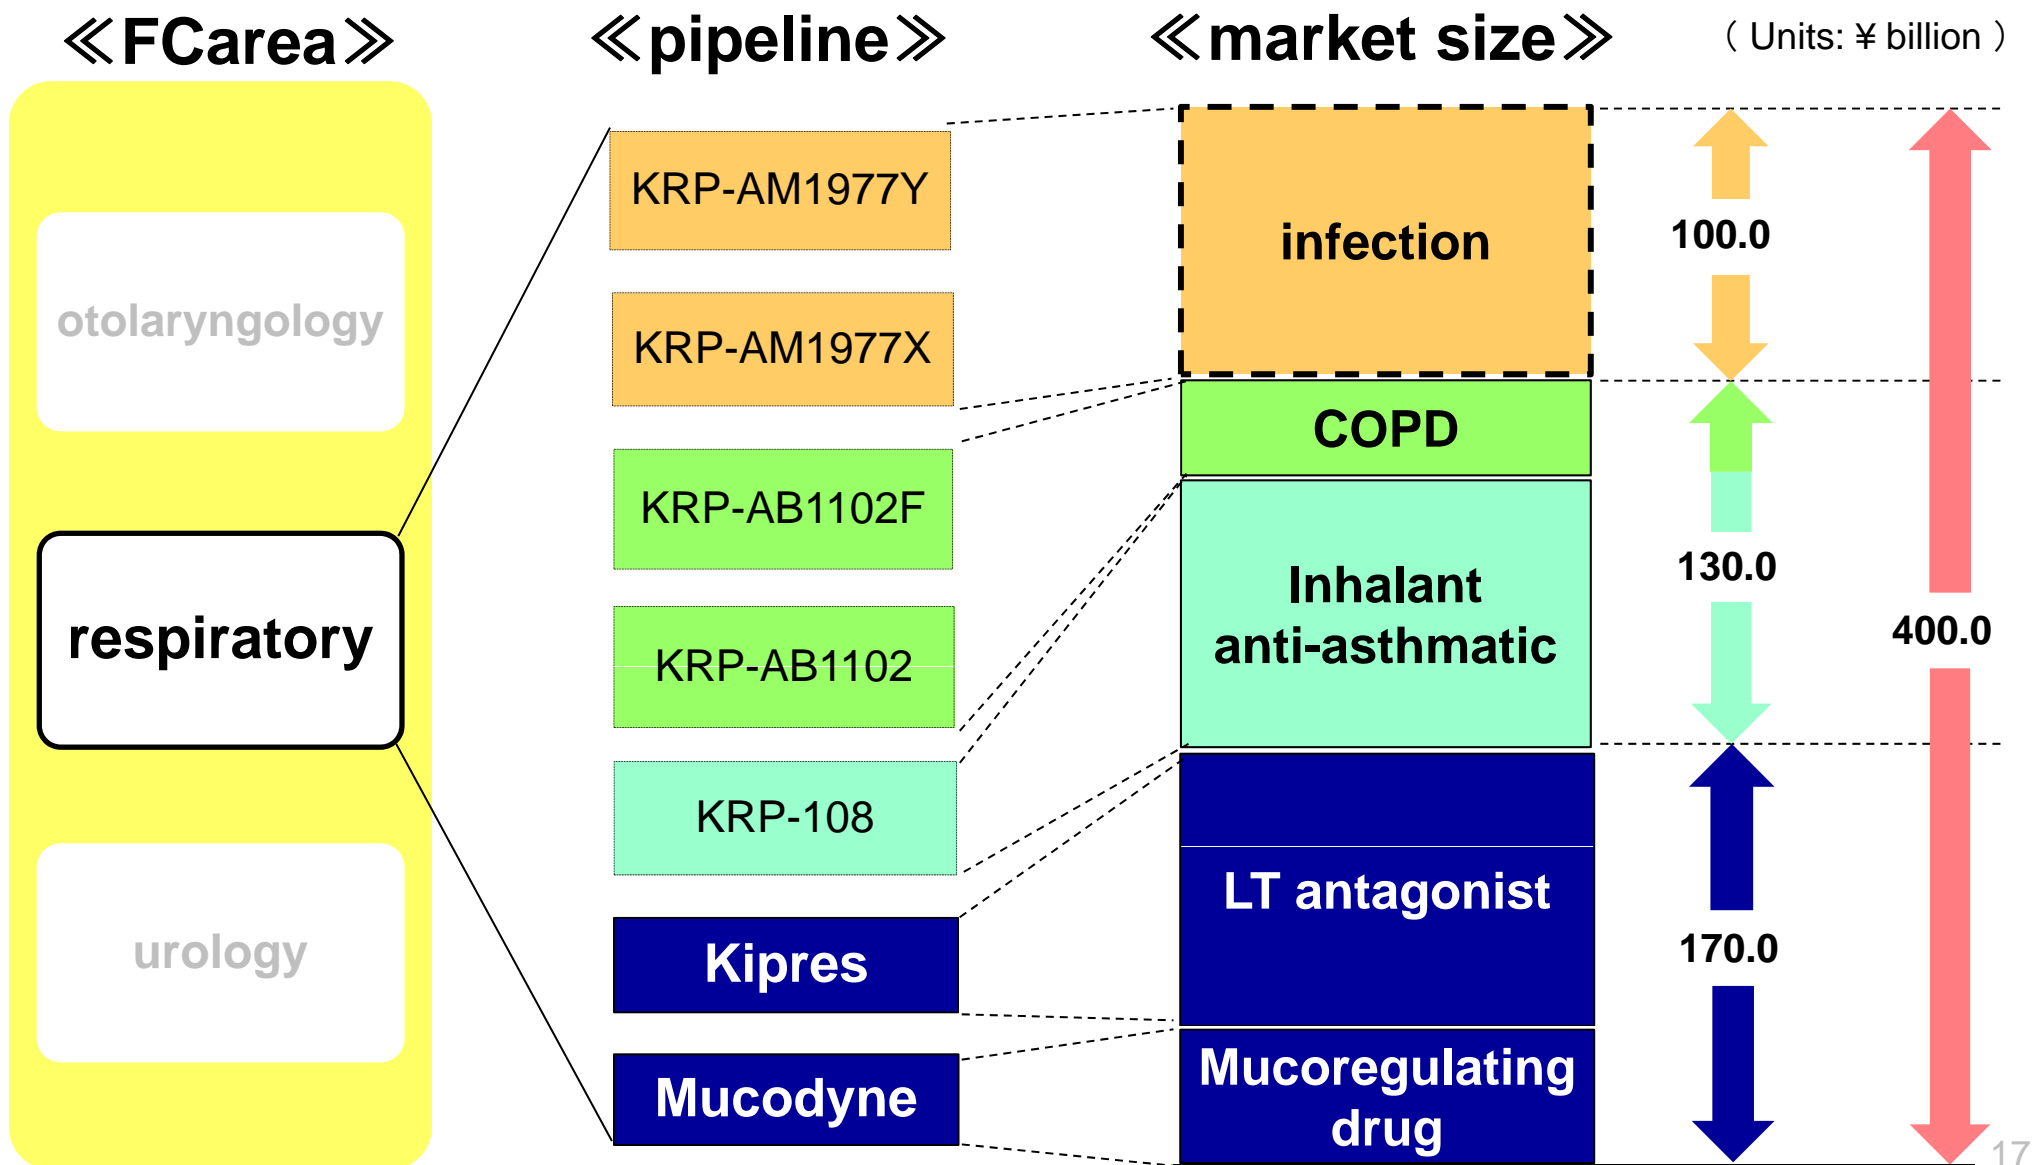 ≪FCarea≫
≪pipeline≫
≪market size≫
（ Units: ¥ billion ）
otolaryngology
respiratory
urology
KRP-AM1977Y
KRP-AM1977X
KRP-AB1102F
KRP-AB1102
KRP-108
Kipres
Mucodyne
infection
COPD
Inhalant
anti-asthmatic
LT antagonist
Mucoregulating
drug
100.0
130.0
170.0
400.0
17